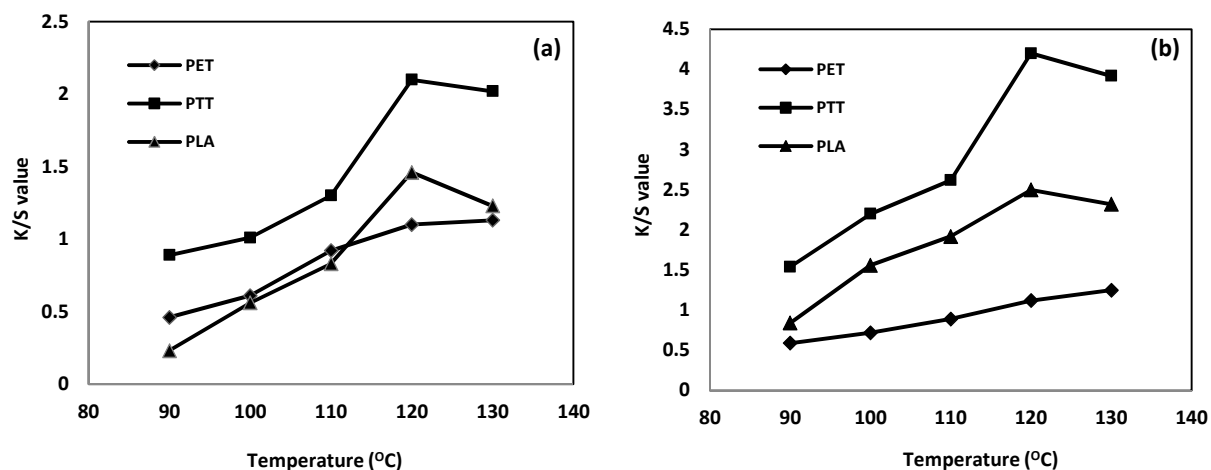 2.5
2
1.5
1
0.5
0
K/S value
PET
PTT
PLA
(a)
80 90 100 110 120 130 140
Temperature (ᴼC)
4.5
4
3.5
3
2.5
2
1.5
1
0.5
0
K/S value
PET
PTT
PLA
(b)
80 90 100 110 120 130 140
Temperature (ᴼC)